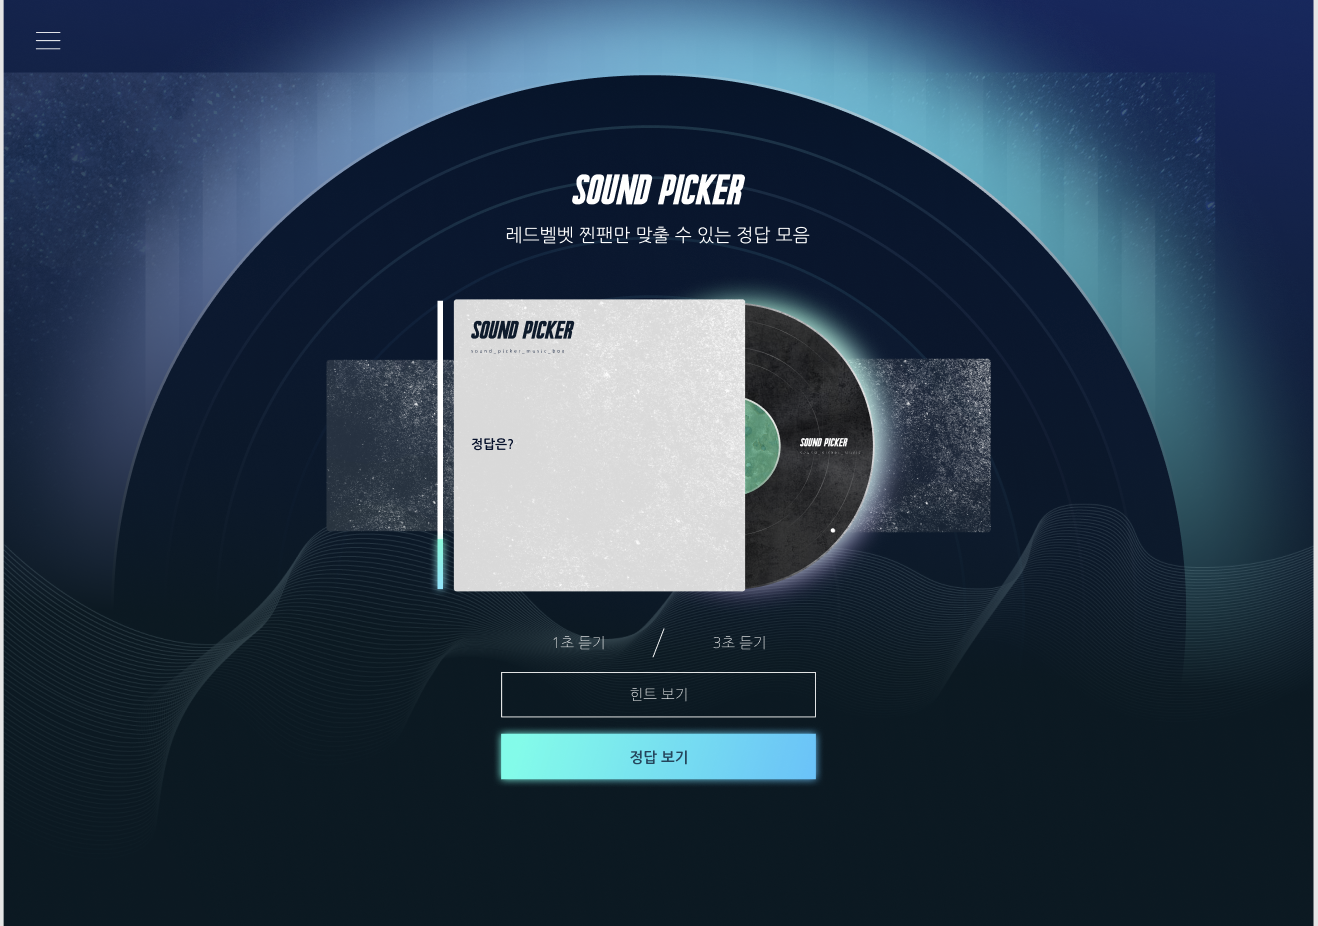 SOUND PICKER
레드벨벳 찐팬만 맞출 수 있는 정답 모음
SOUND PICKER
sound_picker_music_box
정답은?
SOUND PICKER
1초 듣기 / 3초 듣기
힌트 보기
정답 보기